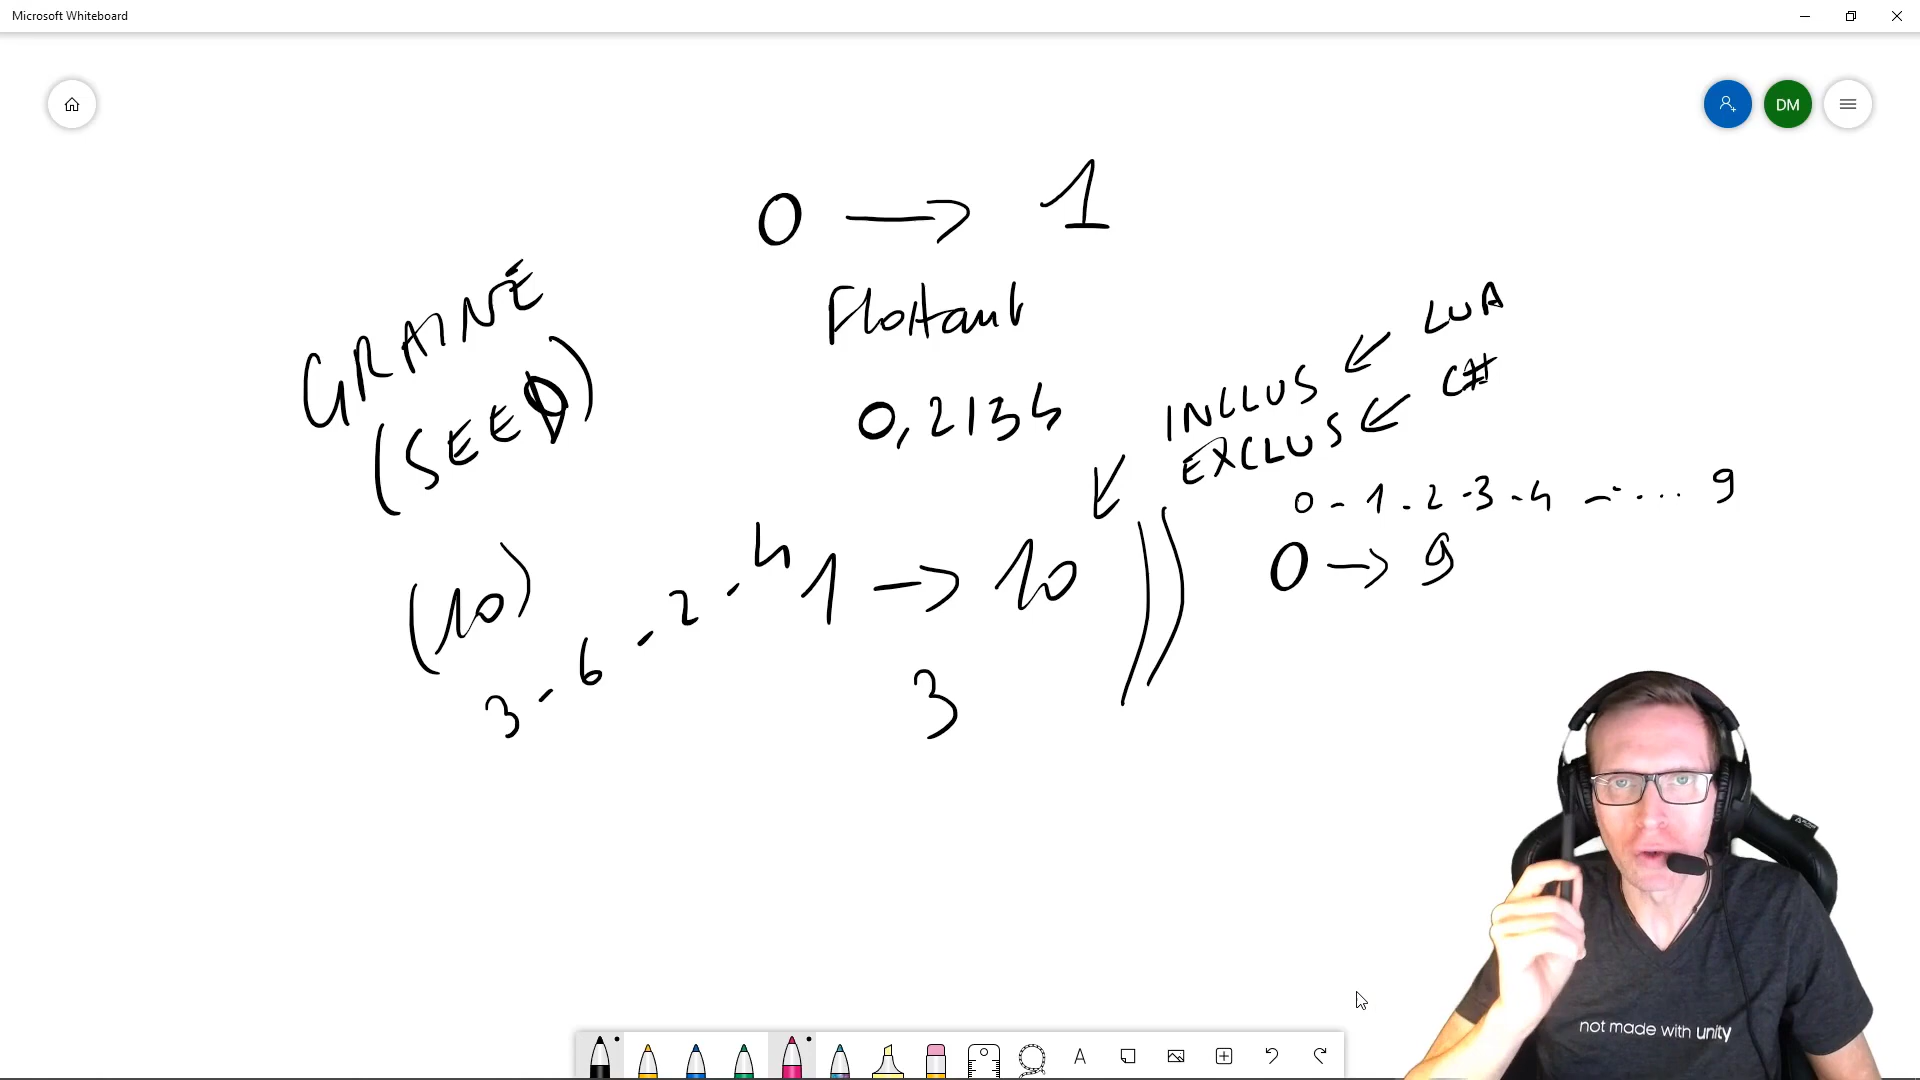 Microsoft Whiteboard
DM
0 → 1
Flottant
0,2134
GRAINE
(SEED)
INCLUS ← LUA
EXCLUS ← C#
0 - 1 - 2 - 3 - 4 - ... 9
0 → 9
(10)
1 → 10
3 - 6 - 2 - 4
3
not made with unity
A